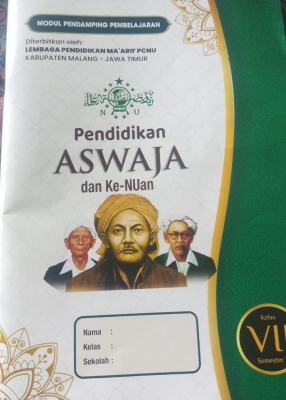 MODUL PENDAMPING PEMBELAJARAN
Diterbitkan oleh:
LEMBAGA PENDIDIKAN MA'ARIF PCNU
KABUPATEN MALANG - JAWA TIMUR
N U
Pendidikan
ASWAJA
dan Ke-NUan
Nama :
Kelas :
Sekolah :
Kelas
VII
Semester